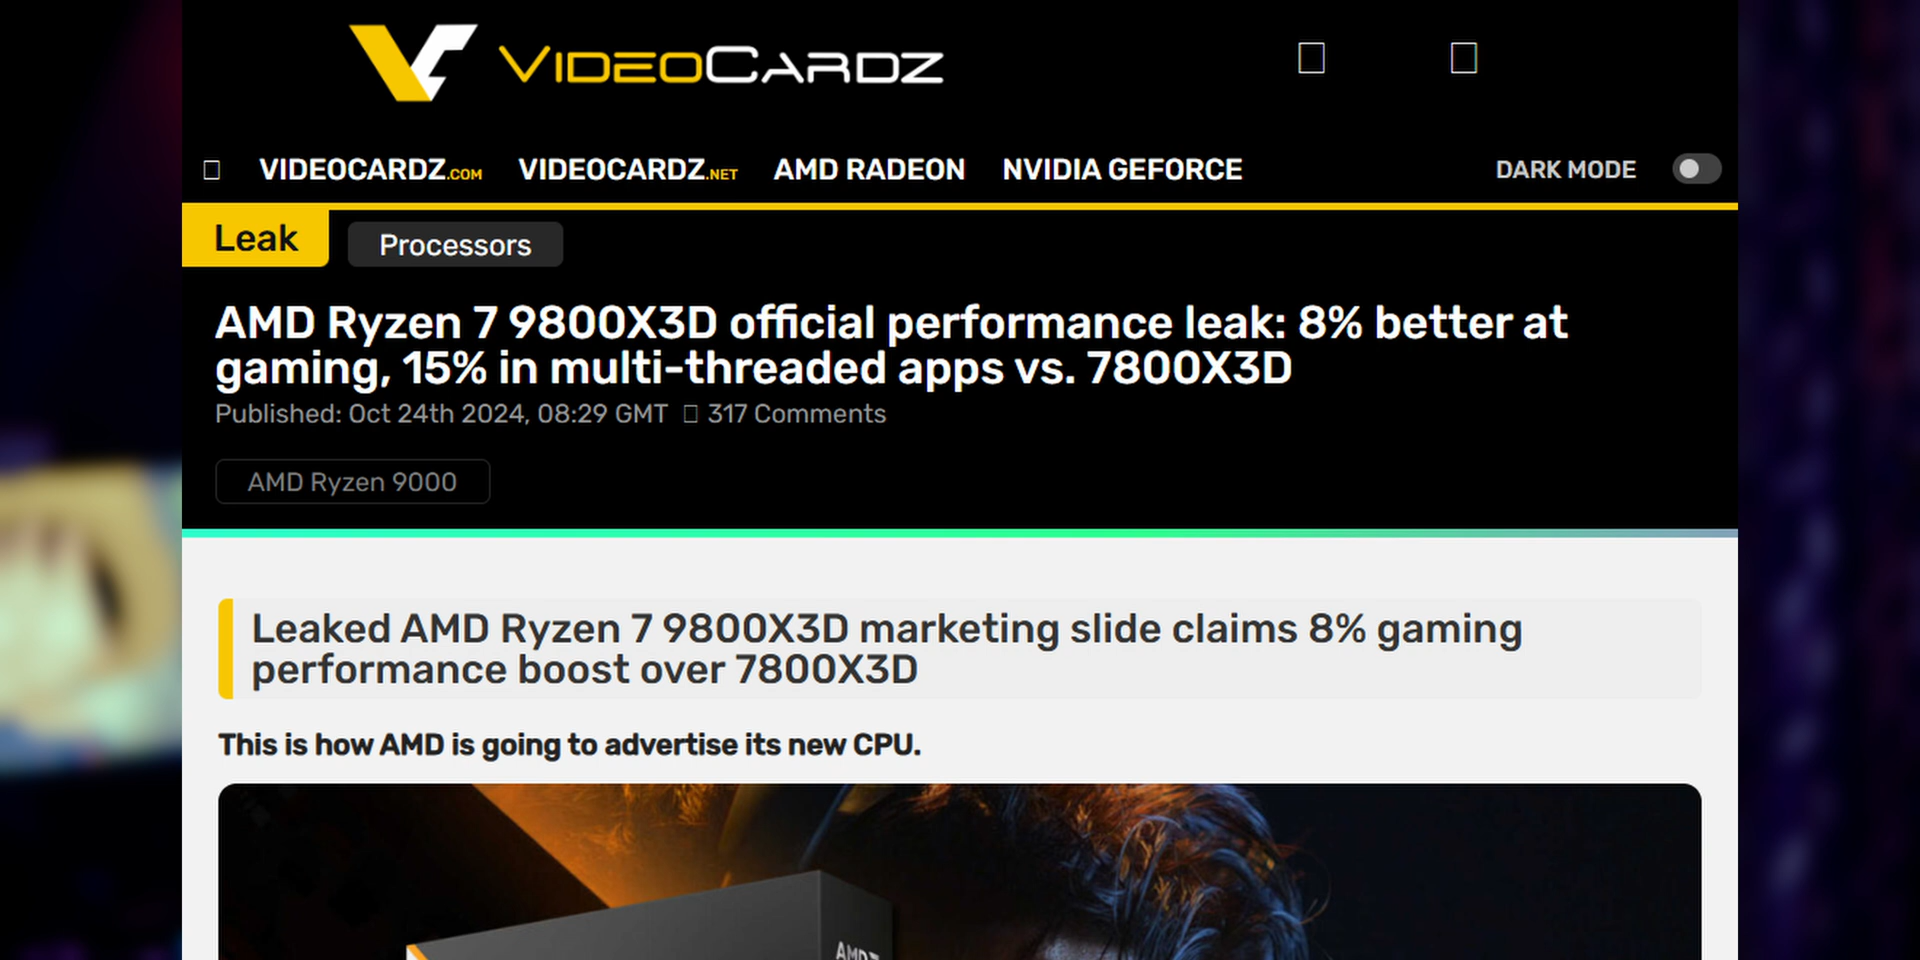 VIDEOCARDZ
VIDEOCARDZ.COM VIDEOCARDZ.NET AMD RADEON NVIDIA GEFORCE DARK MODE
Leak Processors
AMD Ryzen 7 9800X3D official performance leak: 8% better at
gaming, 15% in multi-threaded apps vs. 7800X3D
Published: Oct 24th 2024, 08:29 GMT 317 Comments
AMD Ryzen 9000
Leaked AMD Ryzen 7 9800X3D marketing slide claims 8% gaming
performance boost over 7800X3D
This is how AMD is going to advertise its new CPU.
AMD